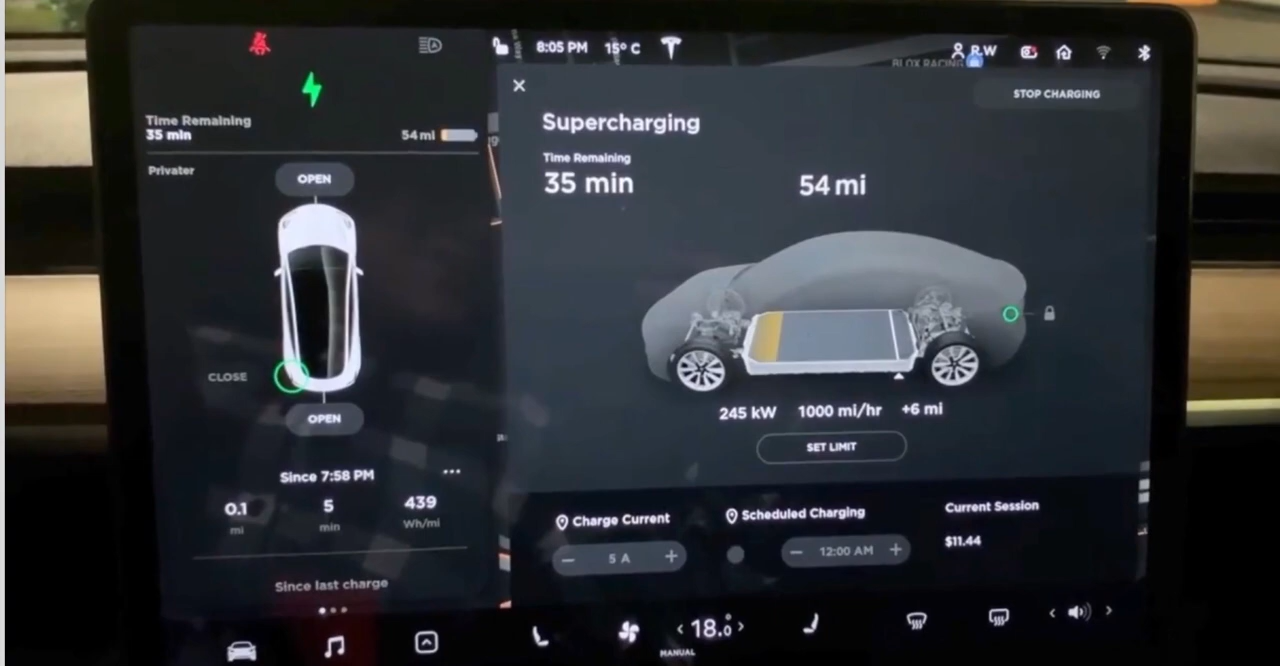 8:05 PM 15° C
R W
BLOX RACING
STOP CHARGING
Time Remaining
35 min
54 mi
Privater
OPEN
CLOSE
OPEN
Since 7:58 PM
0.1 5 439
mi min Wh/mi
Since last charge
Supercharging
Time Remaining
35 min 54 mi
245 kW 1000 mi/hr +6 mi
SET LIMIT
Charge Current
5 A
Scheduled Charging
12:00 AM
Current Session
$11.44
18.0
MANUAL